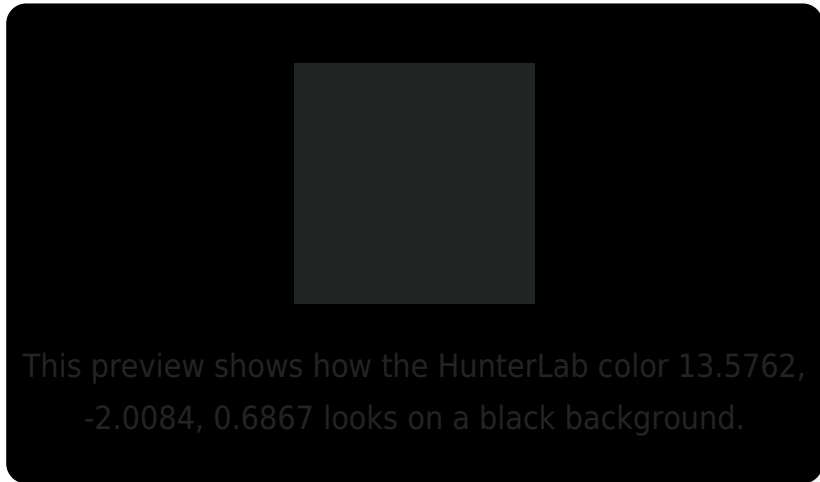 This preview shows how the HunterLab color 13.5762,
-2.0084, 0.6867 looks on a black background.